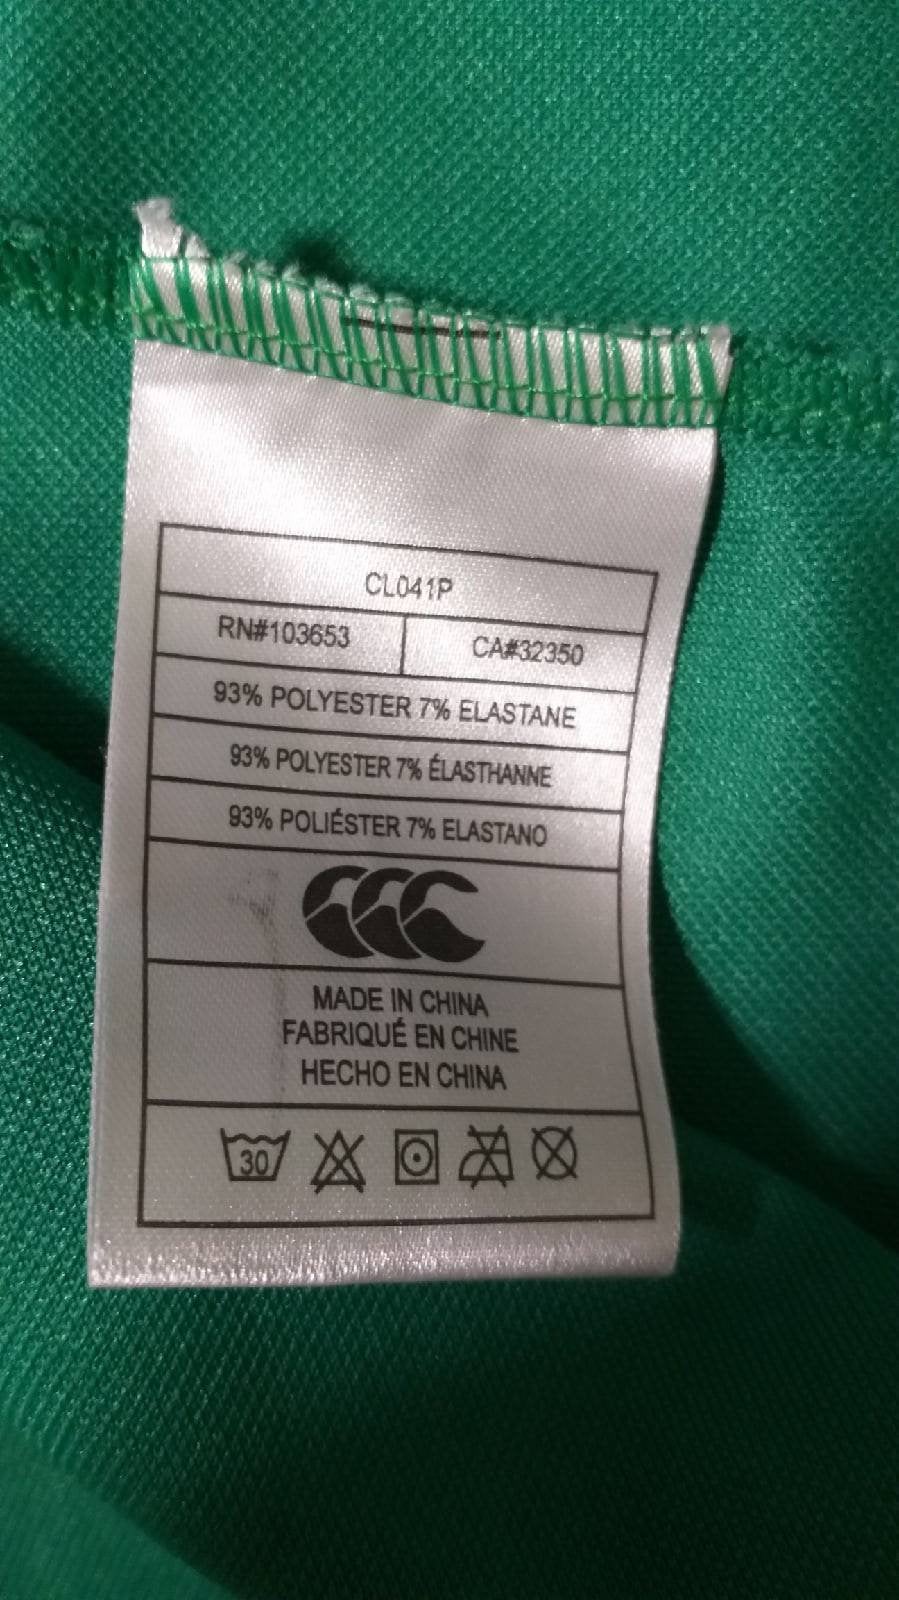 CL041P
RN#103653 CA#32350
93% POLYESTER 7% ELASTANE
93% POLYESTER 7% ÉLASTHANNE
93% POLIÉSTER 7% ELASTANO
MADE IN CHINA
FABRIQUÉ EN CHINE
HECHO EN CHINA
30